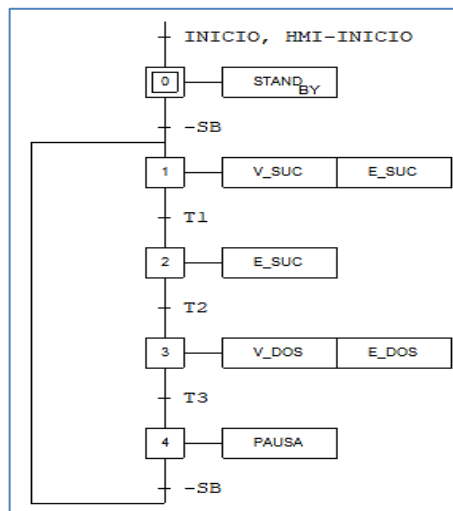 INICIO, HMI-INICIO
0 STAND BY
-SB
1 V_SUC E_SUC
T1
2 E_SUC
T2
3 V_DOS E_DOS
T3
4 PAUSA
-SB